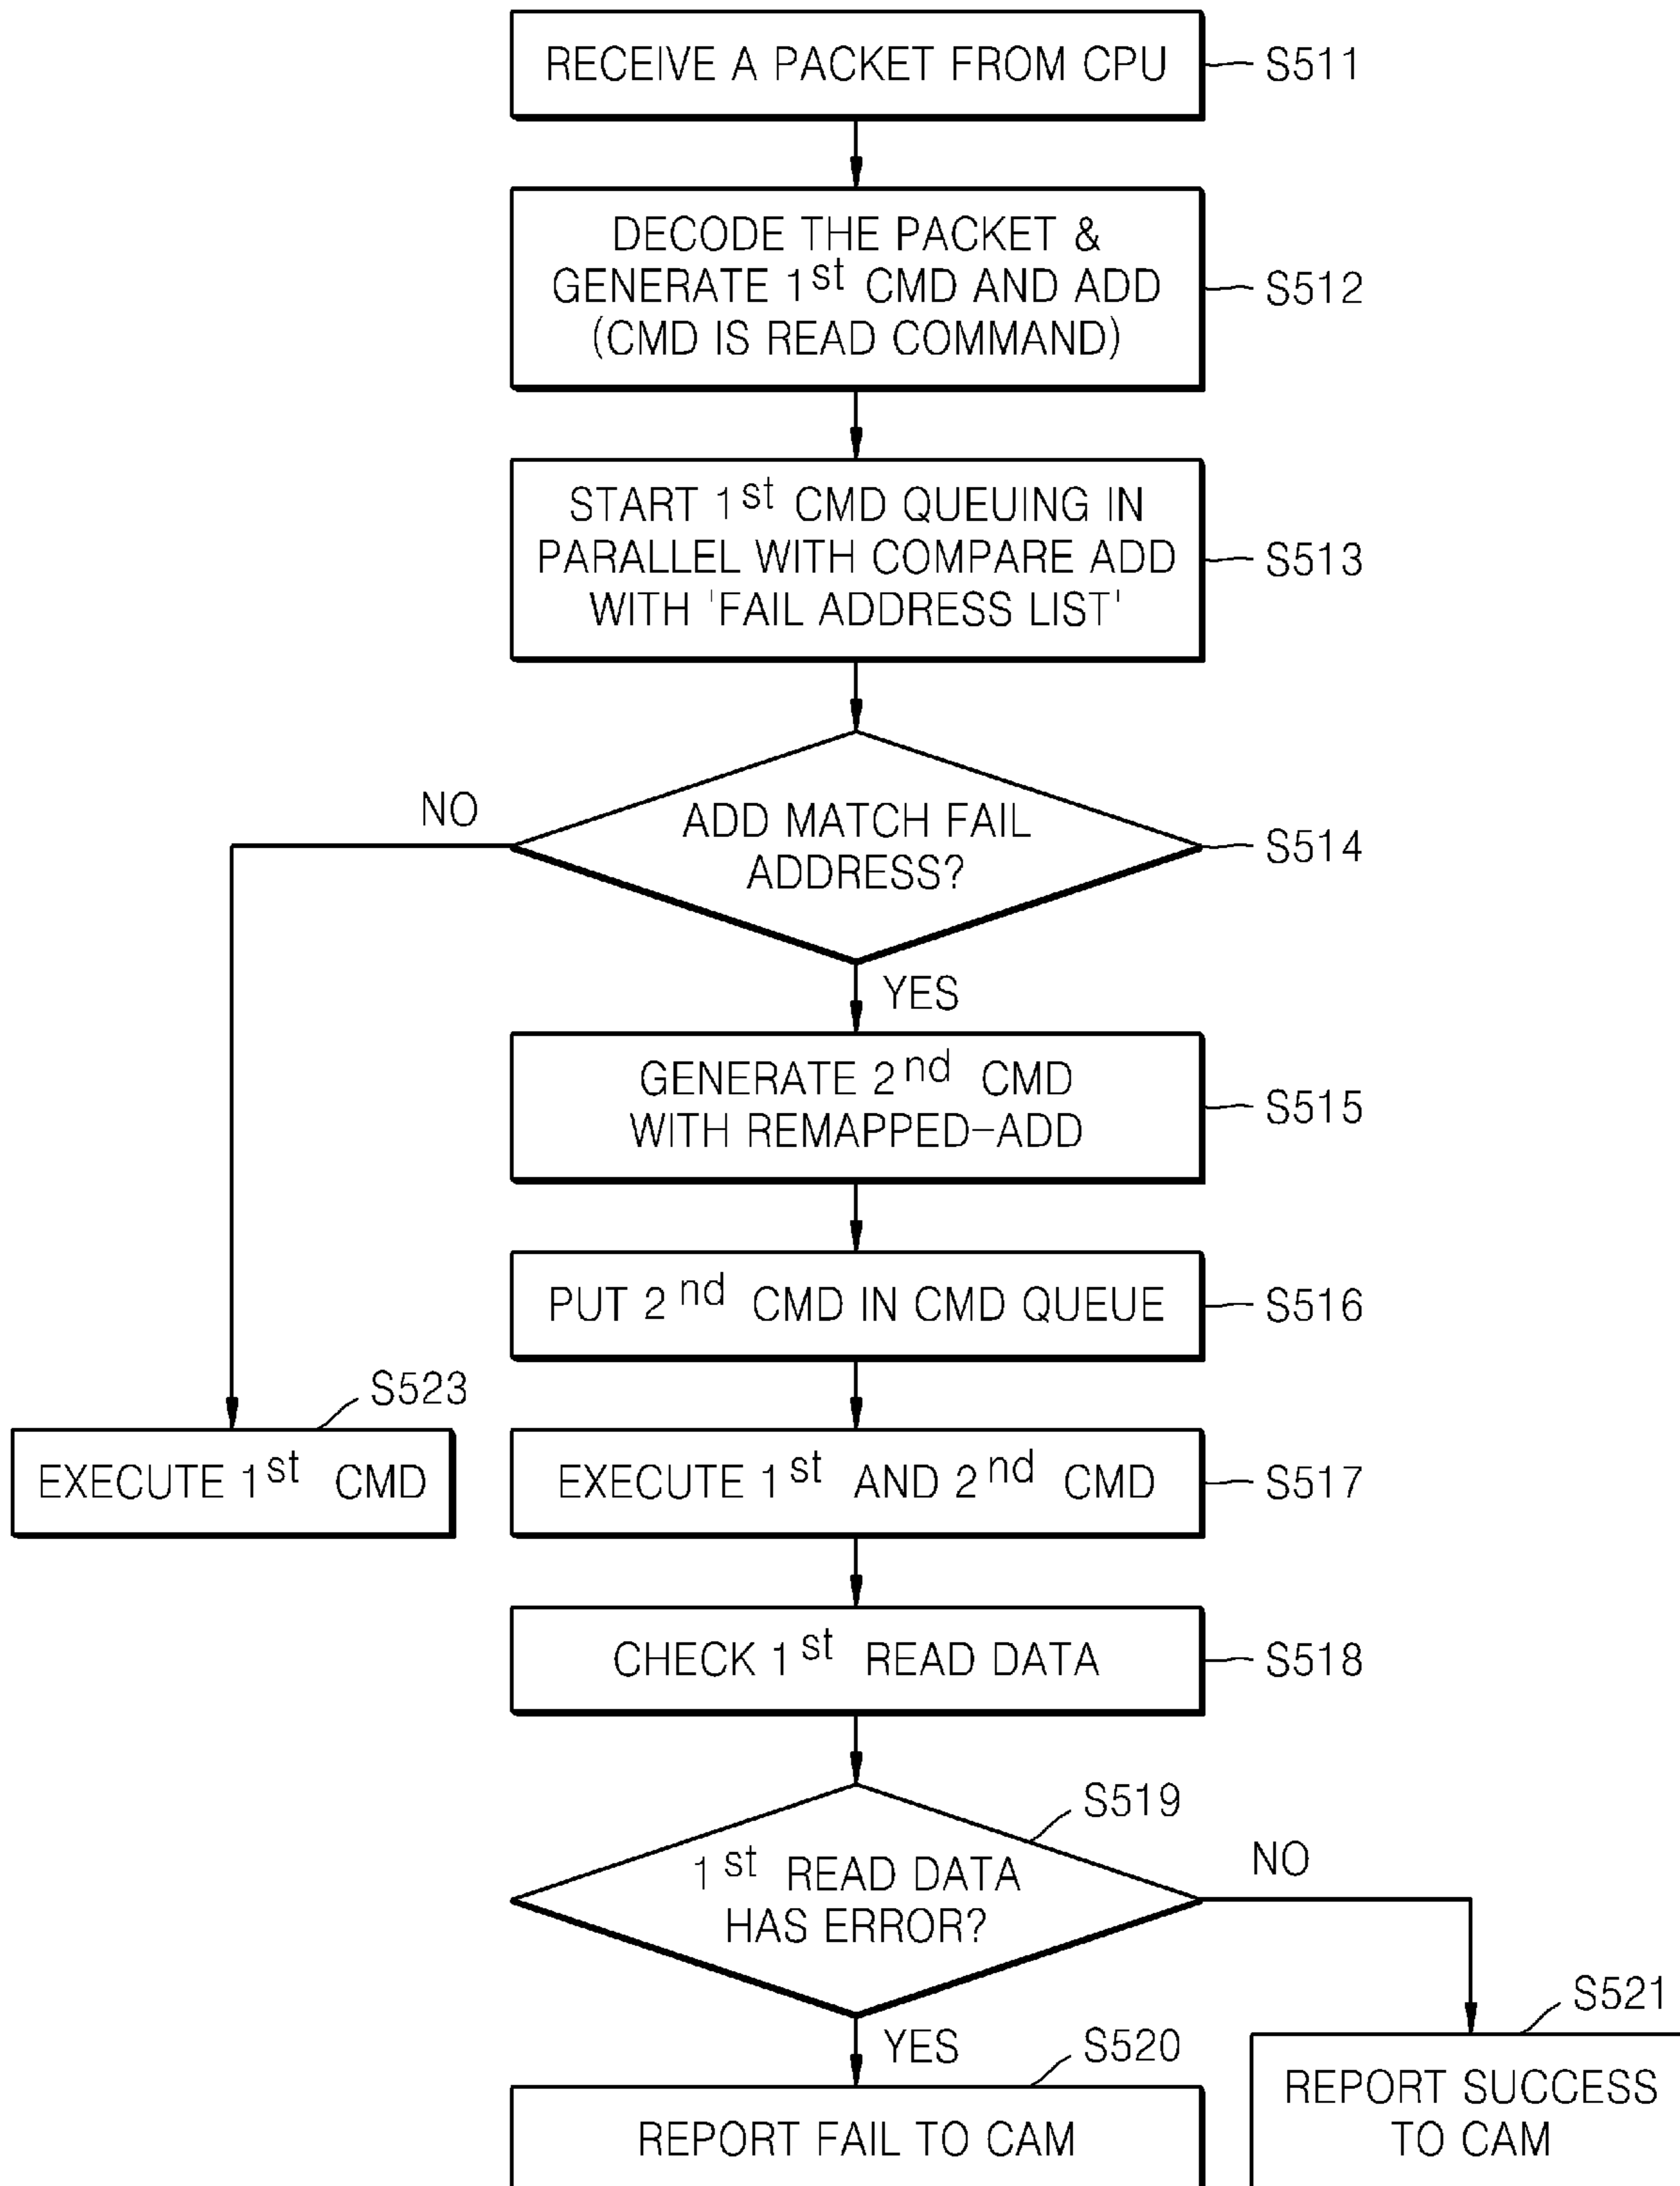 RECEIVE A PACKET FROM CPU
S511
DECODE THE PACKET &
GENERATE 1st CMD AND ADD
(CMD IS READ COMMAND)
S512
START 1st CMD QUEUING IN
PARALLEL WITH COMPARE ADD
WITH 'FAIL ADDRESS LIST'
S513
ADD MATCH FAIL
ADDRESS?
S514
NO
YES
GENERATE 2nd CMD
WITH REMAPPED-ADD
S515
PUT 2nd CMD IN CMD QUEUE
S516
S523
EXECUTE 1st CMD
EXECUTE 1st AND 2nd CMD
S517
CHECK 1st READ DATA
S518
S519
1st READ DATA
HAS ERROR?
NO
YES
S520
REPORT FAIL TO CAM
S521
REPORT SUCCESS
TO CAM